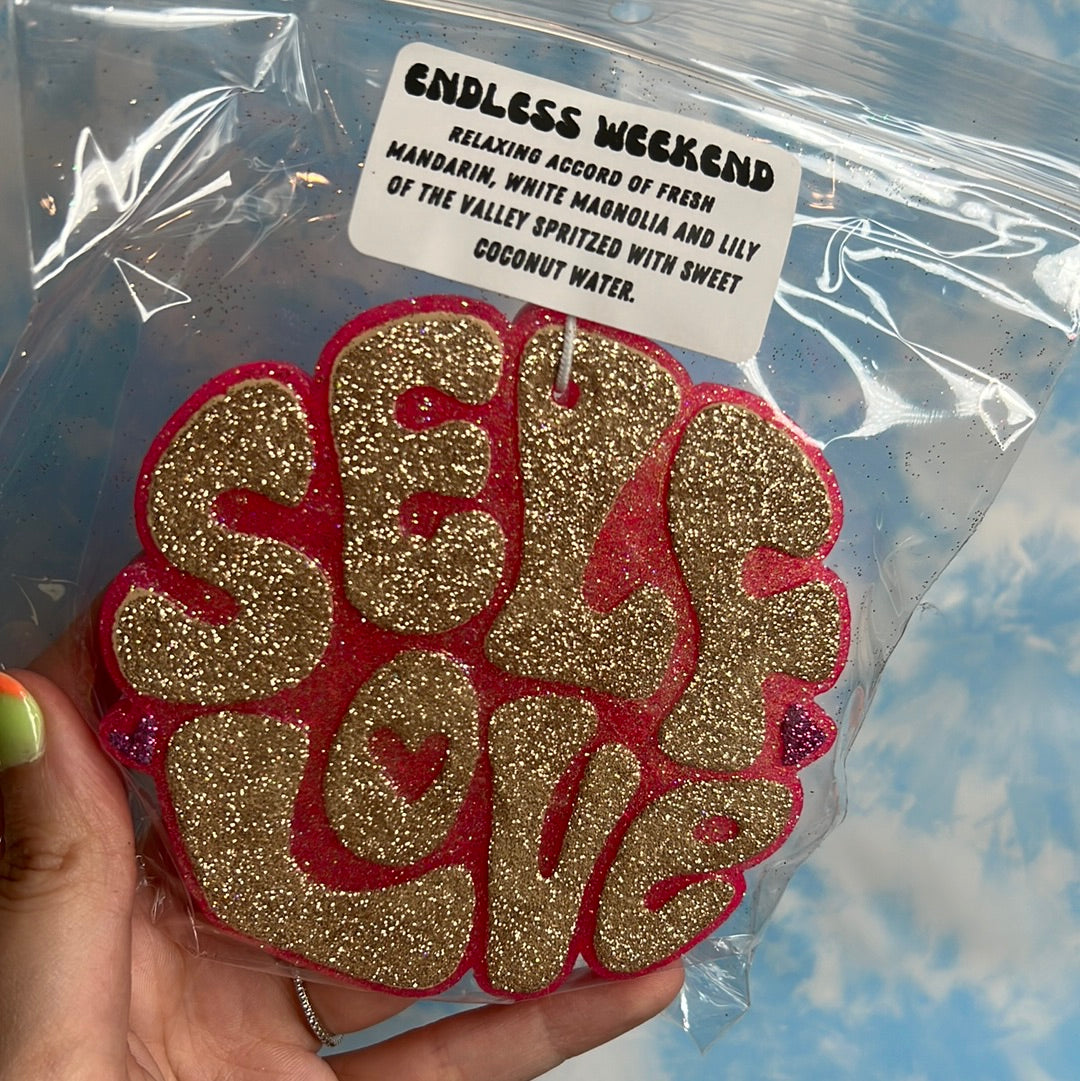 ENDLESS WEEKEND
RELAXING ACCORD OF FRESH
MANDARIN, WHITE MAGNOLIA AND LILY
OF THE VALLEY SPRITZED WITH SWEET
COCONUT WATER.
SELF
LOVe